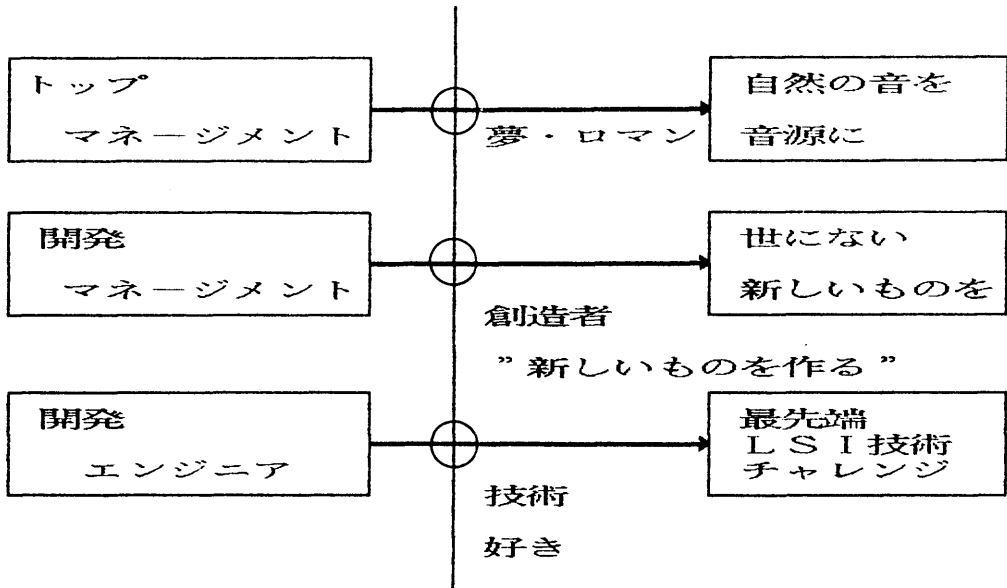 トップ
マネージメント
夢・ロマン
自然の音を
音源に
開発
マネージメント
創造者
”新しいものを作る”
世にない
新しいものを
開発
エンジニア
技術
好き
最先端
ＬＳＩ技術
チャレンジ